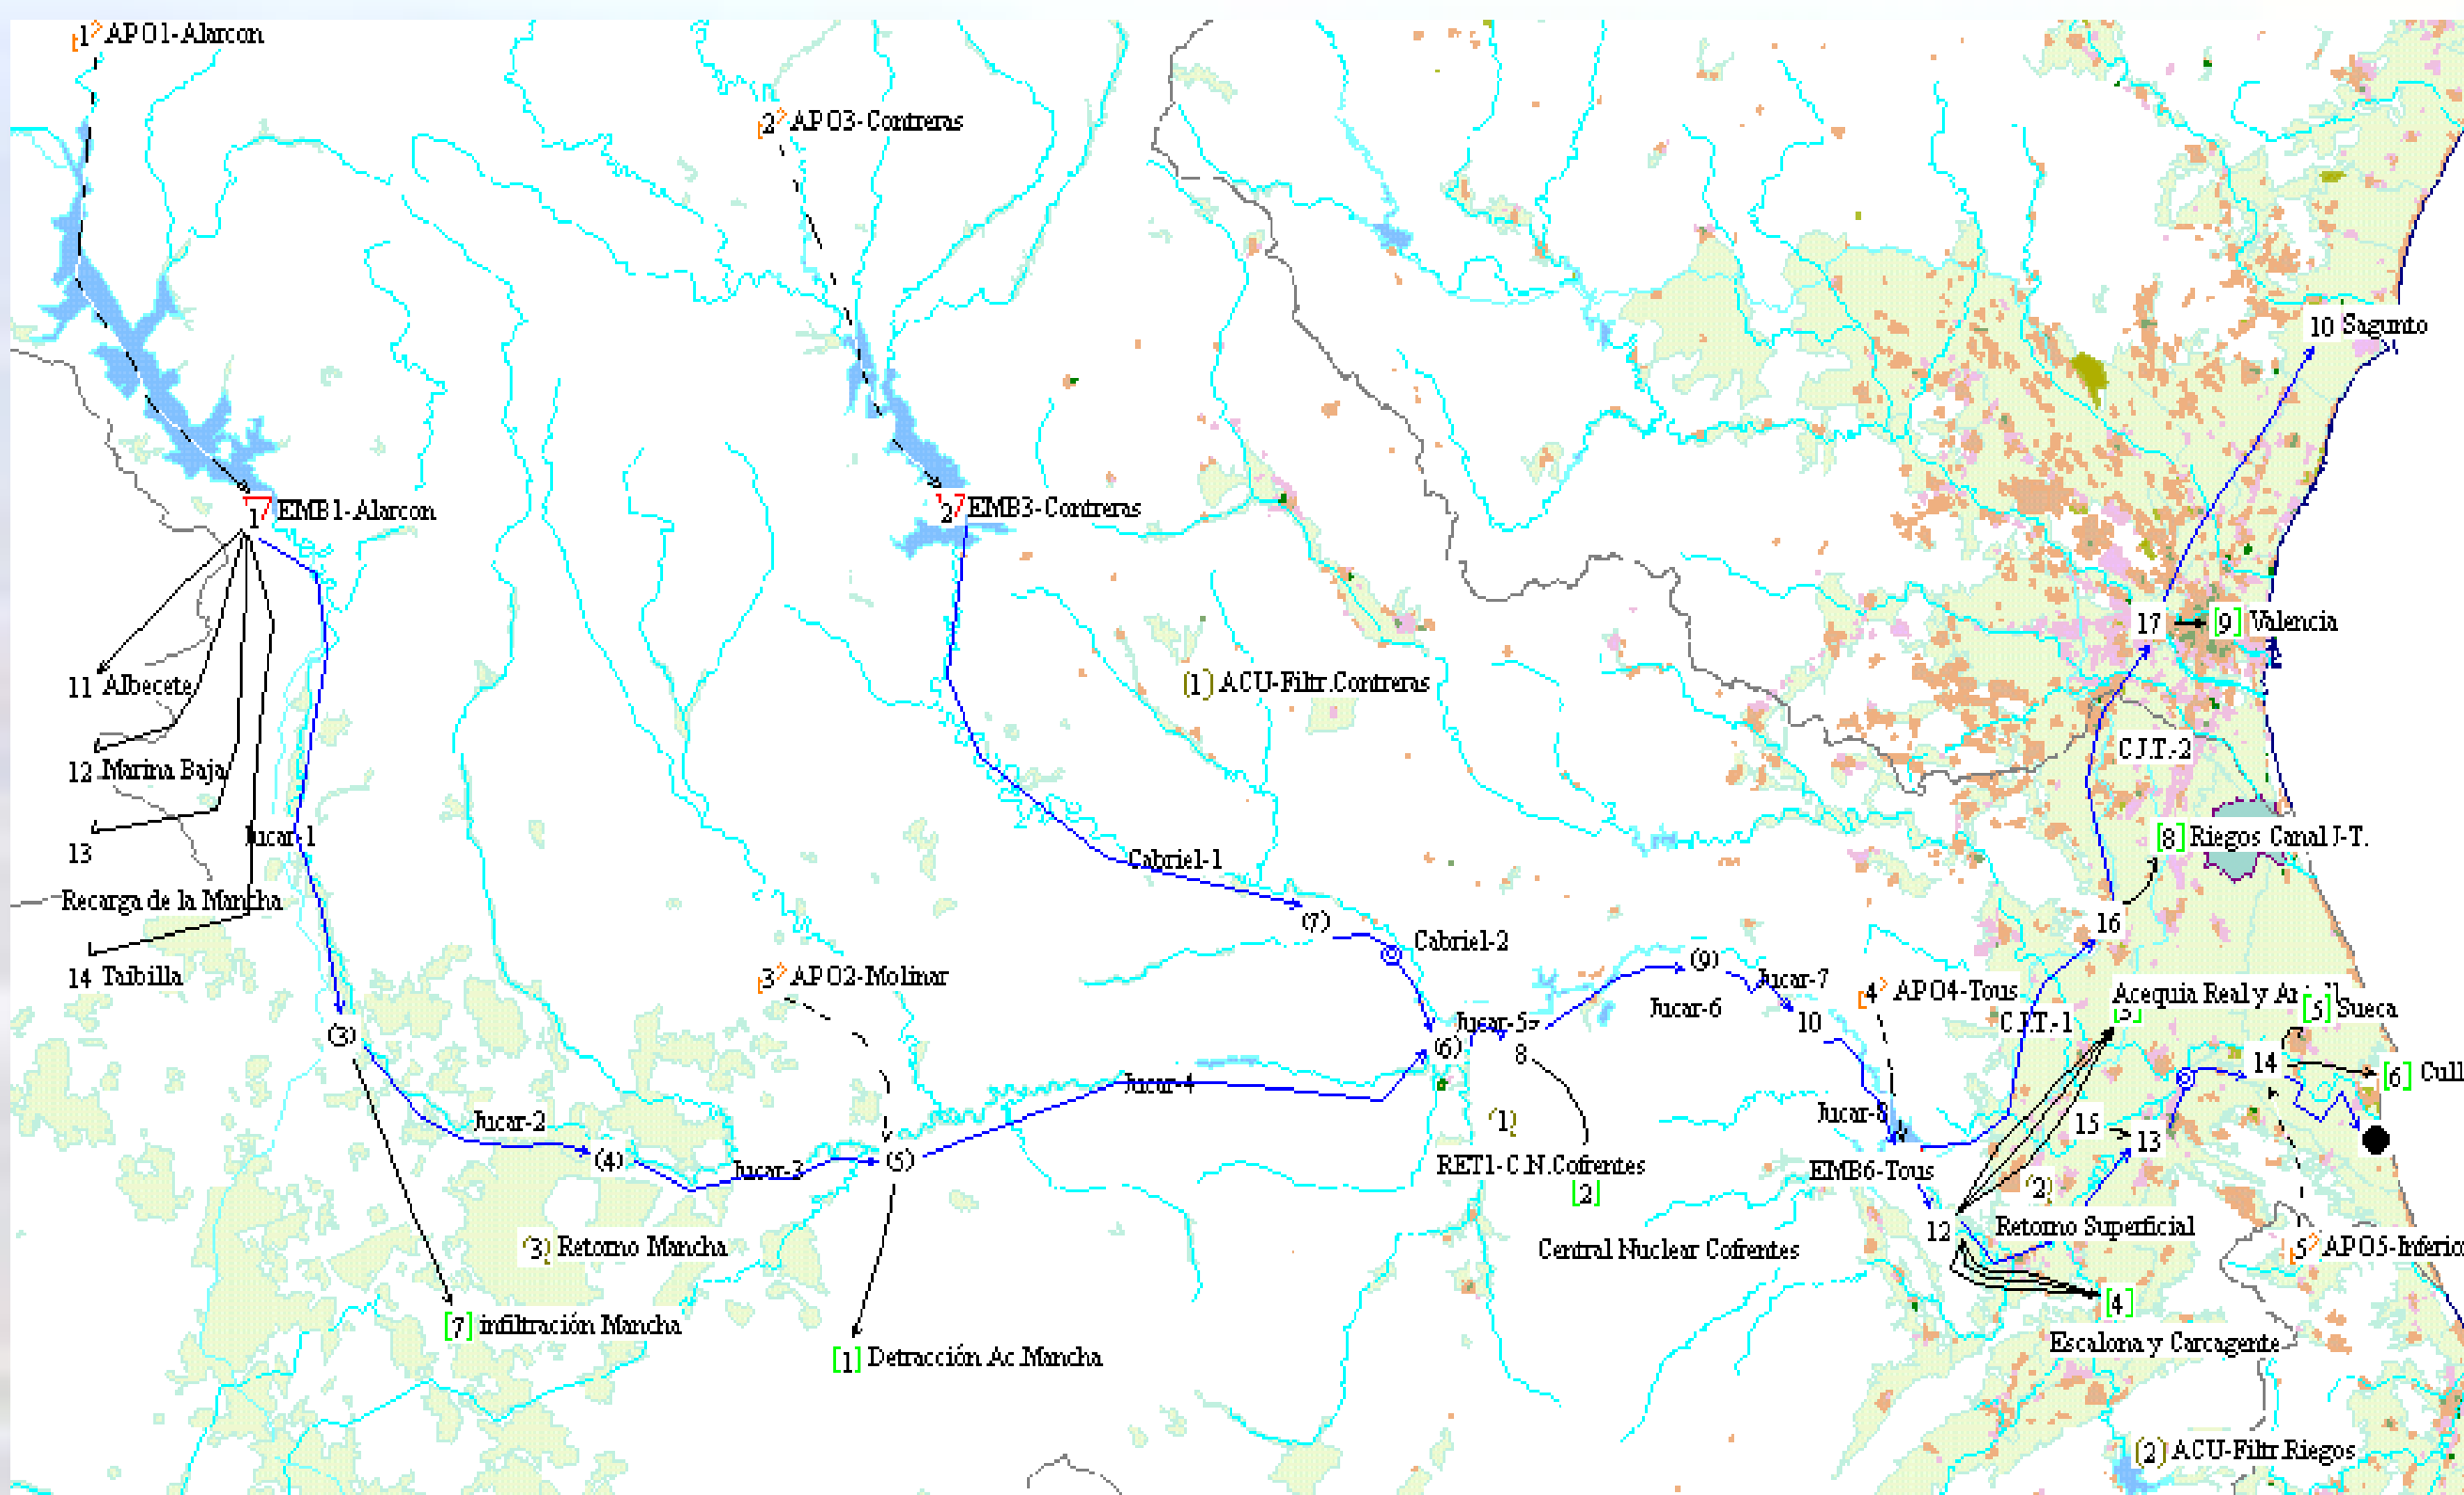 1 APO1-Alarcon
2 APO3-Contreras
10 Sagunto
1 EMB1-Alarcon
2 EMB3-Contreras
17 [9] Valencia
11 Albecete
(1) ACU-Filtr.Contreras
C.J.T.-2
12 Marina Baja
Jucar-1
13
[8] Riegos Canal J-T.
Cabriel-1
Recarga de la Mancha
(7)
16
Cabriel-2
14 Taibilla
3 APO2-Molinar
(9)
Jucar-7
4 APO4-Tous
Acequia Real y
[5] Sueca
Jucar-6
(3)
Jucar-5
10
C.J.T.-1
(6)
8
14
[6] Cull
Jucar-4
Jucar-2
(1)
Jucar-8
15
13
(4)
Jucar-3
(5)
RET1-C.N.Cofrentes
EMB6-Tous
[2]
(2)
12
Retorno Superficial
(3) Retorno Mancha
Central Nuclear Cofrentes
5 APO5-Inferio
[4]
[7] infiltración Mancha
Escalona y Carcagente
[1] Detracción Ac.Mancha
(2) ACU-Filtr.Riegos